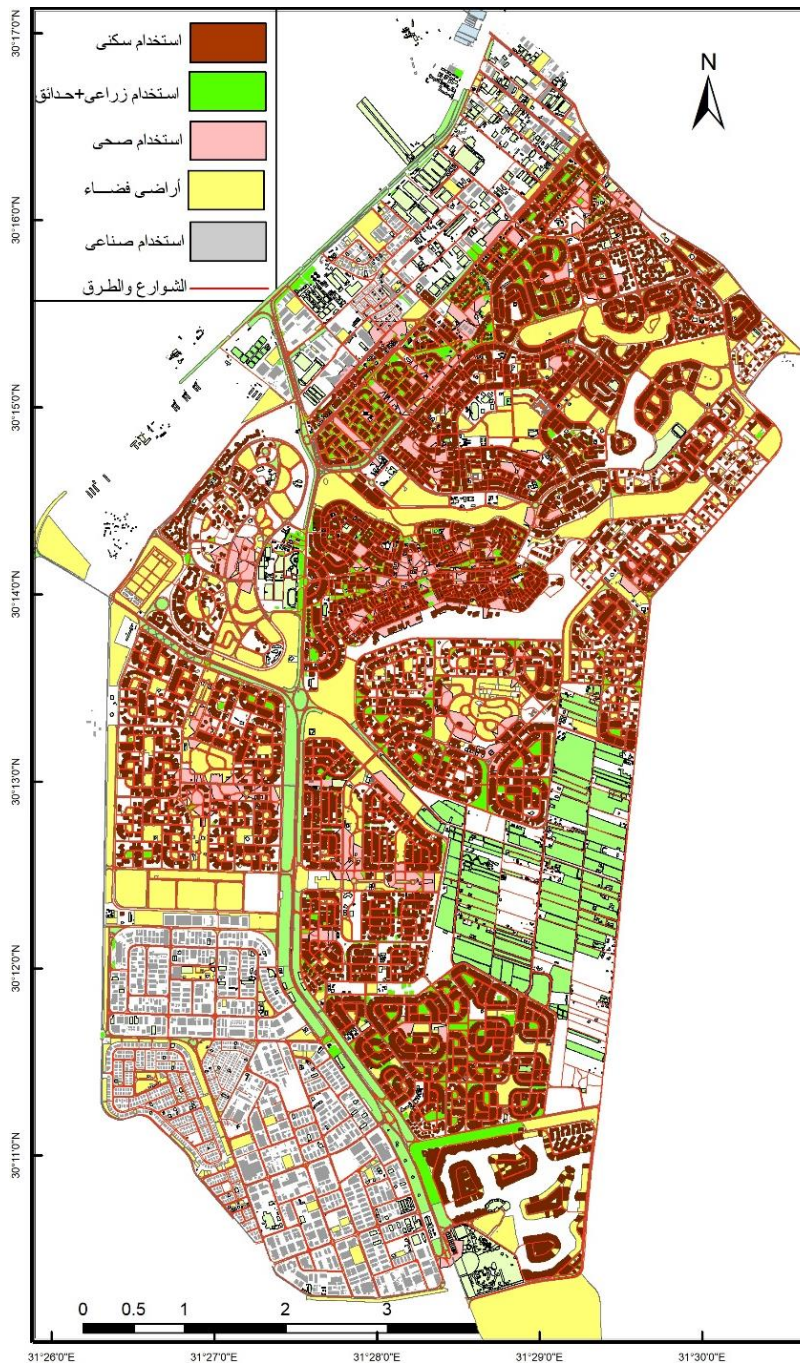 استخدام سكنى
استخدام زراعى+حدائق
استخدام صحى
أراضى فضـــاء
استخدام صناعى
الشوارع والطرق
N
30°17'0"N
30°16'0"N
30°15'0"N
30°14'0"N
30°13'0"N
30°12'0"N
30°11'0"N
0 0.5 1 2 3
31°26'0"E 31°27'0"E 31°28'0"E 31°29'0"E 31°30'0"E